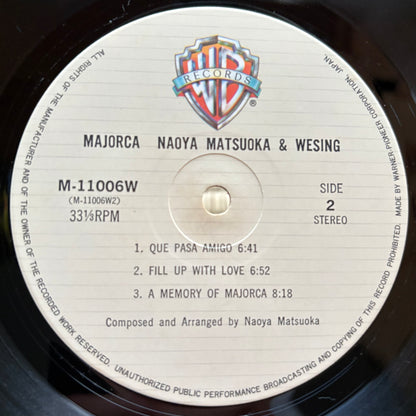 WB
RECORDS
®
MAJORCA NAOYA MATSUOKA & WESING
M-11006W
(M-11006W2)
33⅓RPM
SIDE
2
STEREO
1. QUE PASA AMIGO 6:41
2. FILL UP WITH LOVE 6:52
3. A MEMORY OF MAJORCA 8:18
Composed and Arranged by Naoya Matsuoka
ALL RIGHTS OF THE MANUFACTURER AND OF THE OWNER OF THE RECORDED WORK RESERVED. UNAUTHORIZED PUBLIC PERFORMANCE BROADCASTING AND COPYING OF THIS RECORD PROHIBITED. MADE BY WARNER-PIONEER CORPORATION, JAPAN.